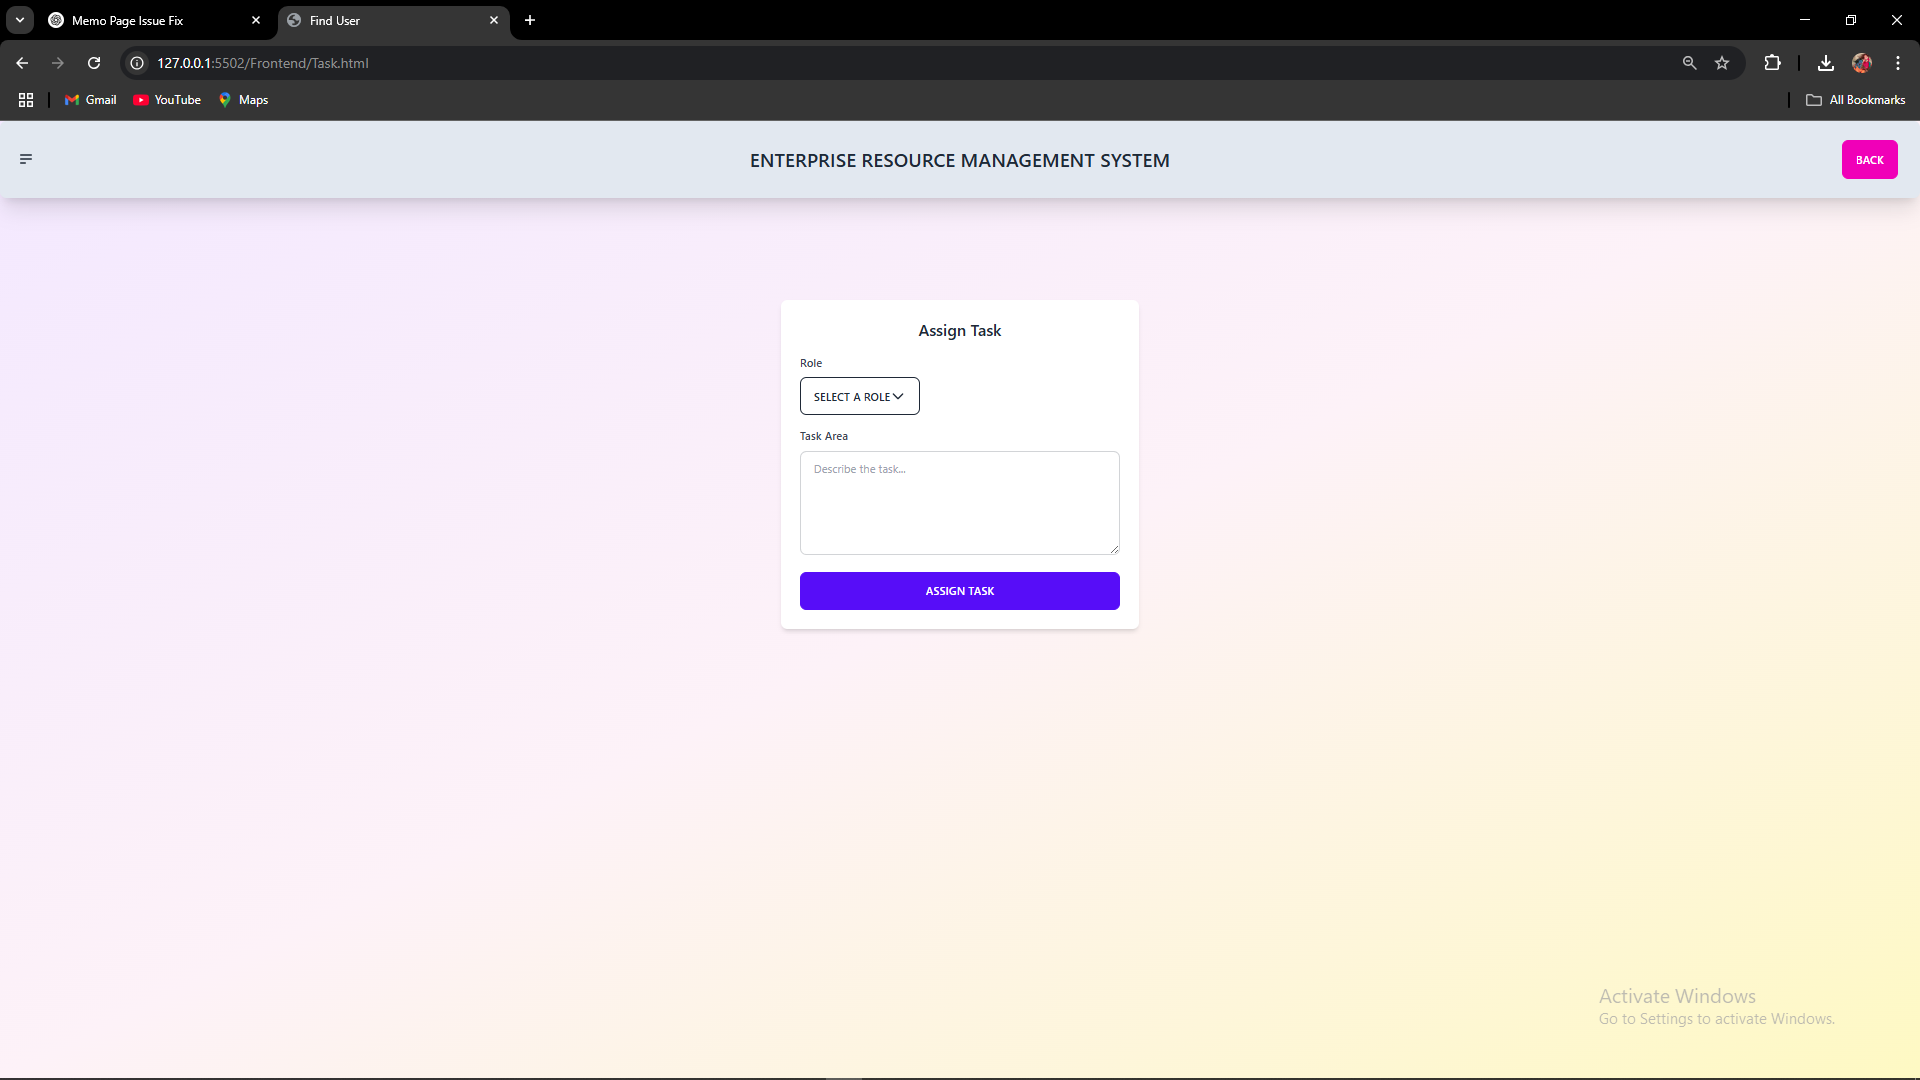 Memo Page Issue Fix
Find User
127.0.0.1:5502/Frontend/Task.html
Gmail
YouTube
Maps
All Bookmarks
ENTERPRISE RESOURCE MANAGEMENT SYSTEM
BACK
Assign Task
Role
SELECT A ROLE
Task Area
Describe the task...
ASSIGN TASK
Activate Windows
Go to Settings to activate Windows.